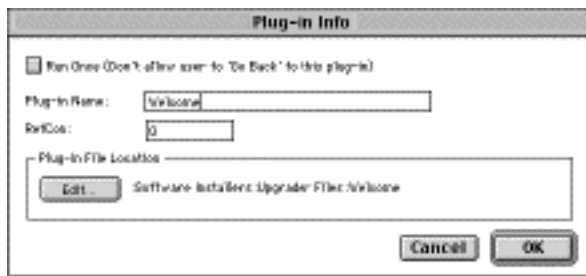 Plug-in Info
Run Once (Don't allow user to 'Go Back' to this plug-in)
Plug-in Name: Welcome
RefCon: 0
Plug-In File Location
Edit... Software Installers:Upgrader Files:Welcome
Cancel OK